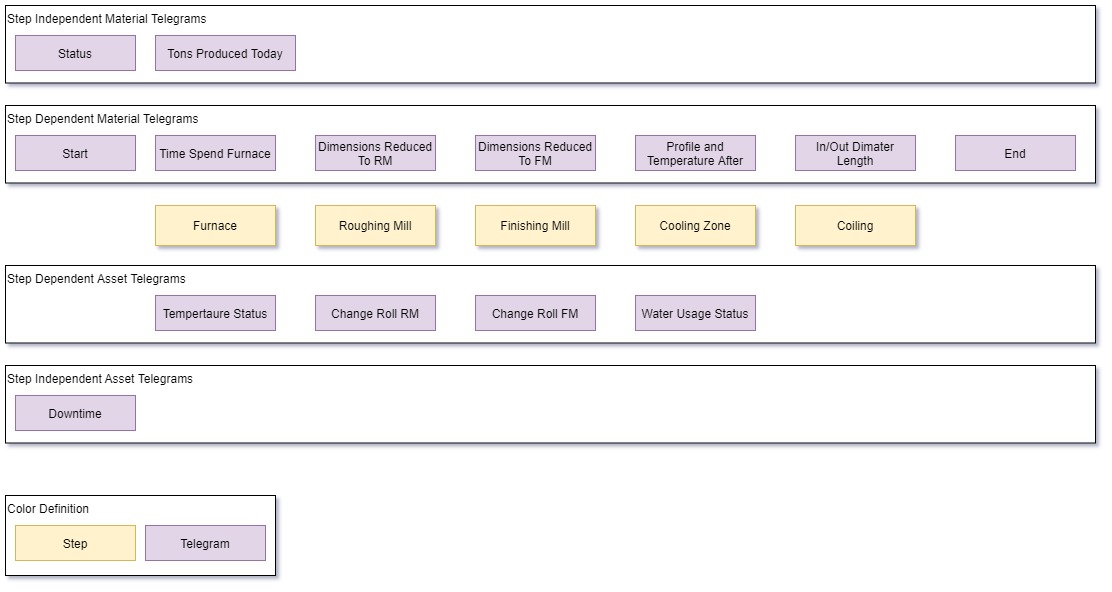 Step Independent Material Telegrams
Status
Tons Produced Today
Step Dependent Material Telegrams
Start
Time Spend Furnace
Dimensions Reduced
To RM
Dimensions Reduced
To FM
Profile and
Temperature After
In/Out Dimater
Length
End
Furnace
Roughing Mill
Finishing Mill
Cooling Zone
Coiling
Step Dependent Asset Telegrams
Tempertaure Status
Change Roll RM
Change Roll FM
Water Usage Status
Step Independent Asset Telegrams
Downtime
Color Definition
Step
Telegram